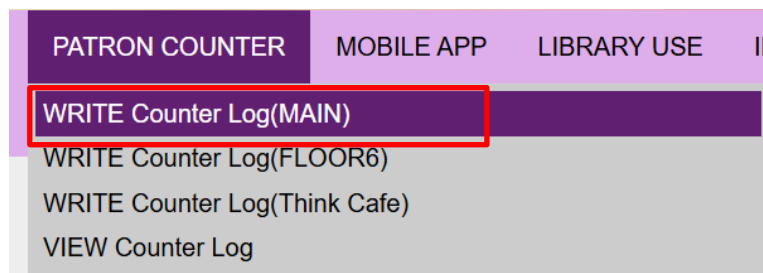 PATRON COUNTER MOBILE APP LIBRARY USE
WRITE Counter Log(MAIN)
WRITE Counter Log(FLOOR6)
WRITE Counter Log(Think Cafe)
VIEW Counter Log